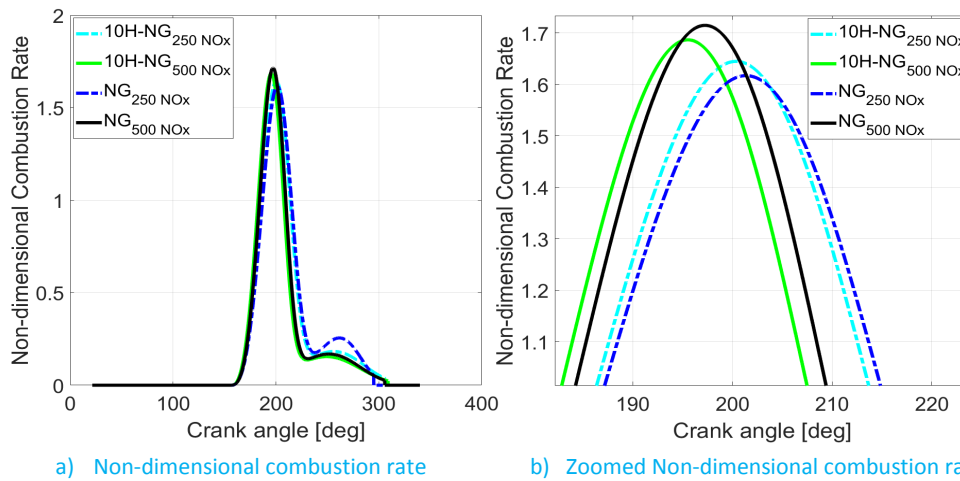 2
1.5
1
0.5
0
0
100
200
300
400
Non-dimensional Combustion Rate
Crank angle [deg]
10H-NG250 NOx
10H-NG500 NOx
NG250 NOx
NG500 NOx
a) Non-dimensional combustion rate
1.7
1.6
1.5
1.4
1.3
1.2
1.1
190
200
210
220
Non-dimensional Combustion Rate
Crank angle [deg]
10H-NG250 NOx
10H-NG500 NOx
NG250 NOx
NG500 NOx
b) Zoomed Non-dimensional combustion ra